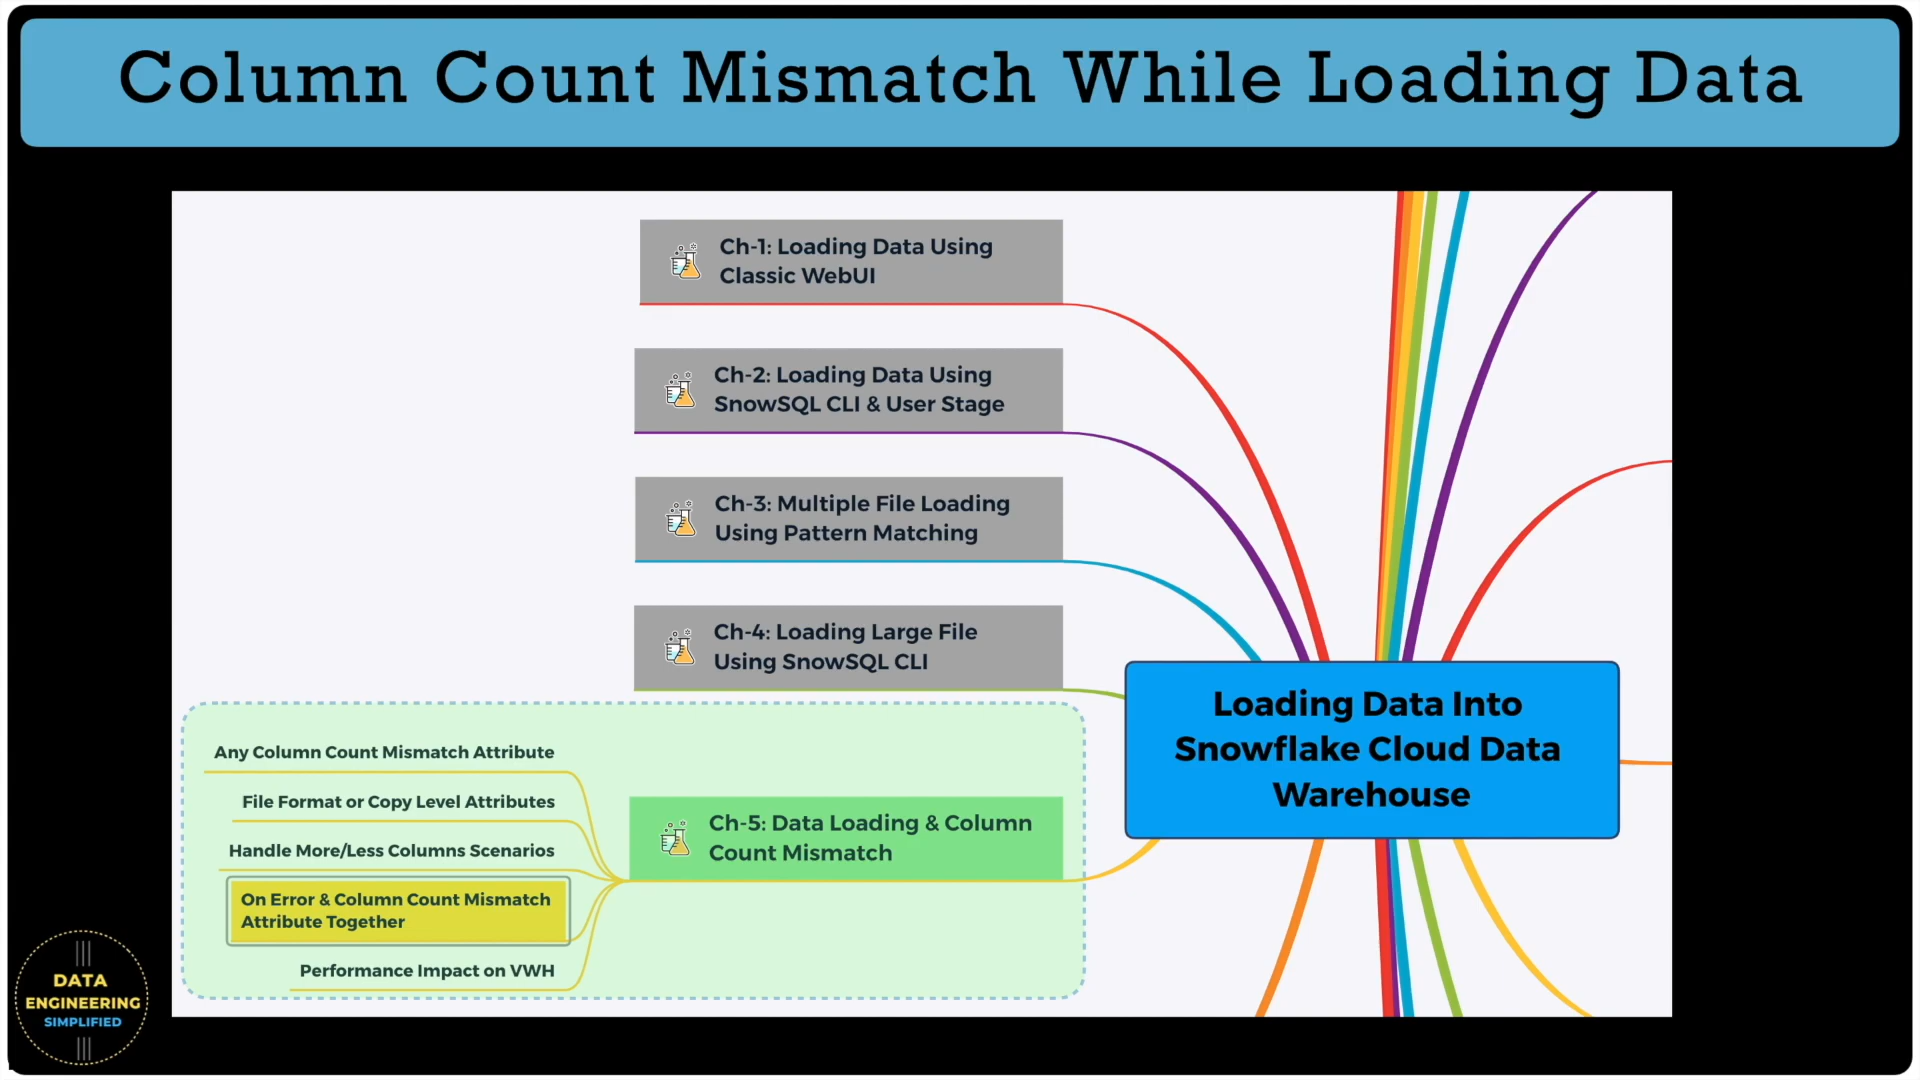 Column Count Mismatch While Loading Data
Ch-1: Loading Data Using
Classic WebUI
Ch-2: Loading Data Using
SnowSQL CLI & User Stage
Ch-3: Multiple File Loading
Using Pattern Matching
Ch-4: Loading Large File
Using SnowSQL CLI
Loading Data Into
Snowflake Cloud Data
Warehouse
Any Column Count Mismatch Attribute
File Format or Copy Level Attributes
Handle More/Less Columns Scenarios
On Error & Column Count Mismatch
Attribute Together
Performance Impact on VWH
Ch-5: Data Loading & Column
Count Mismatch
DATA
ENGINEERING
SIMPLIFIED